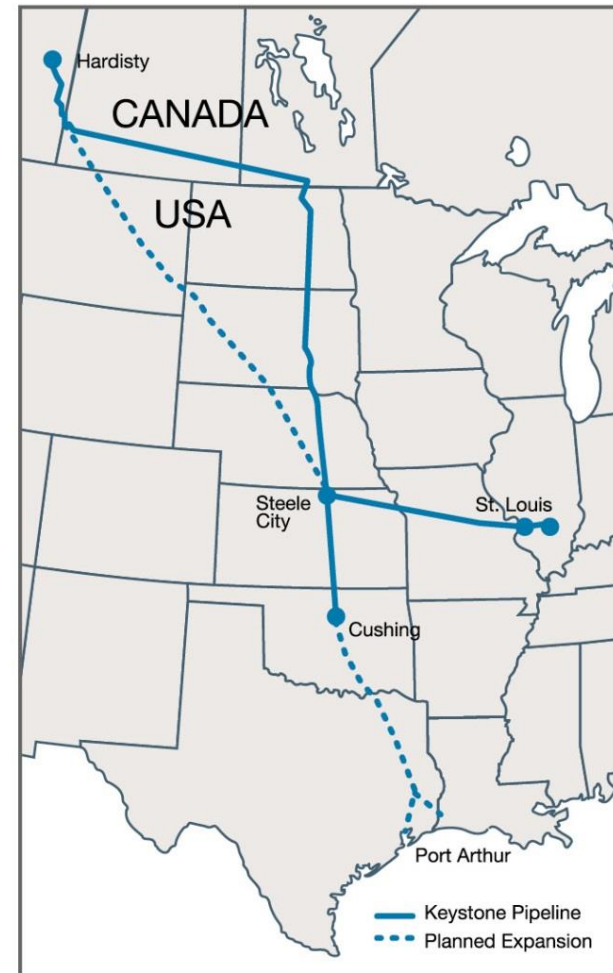 Hardisty
CANADA
USA
Steele
City
St. Louis
Cushing
Port Arthur
Keystone Pipeline
Planned Expansion